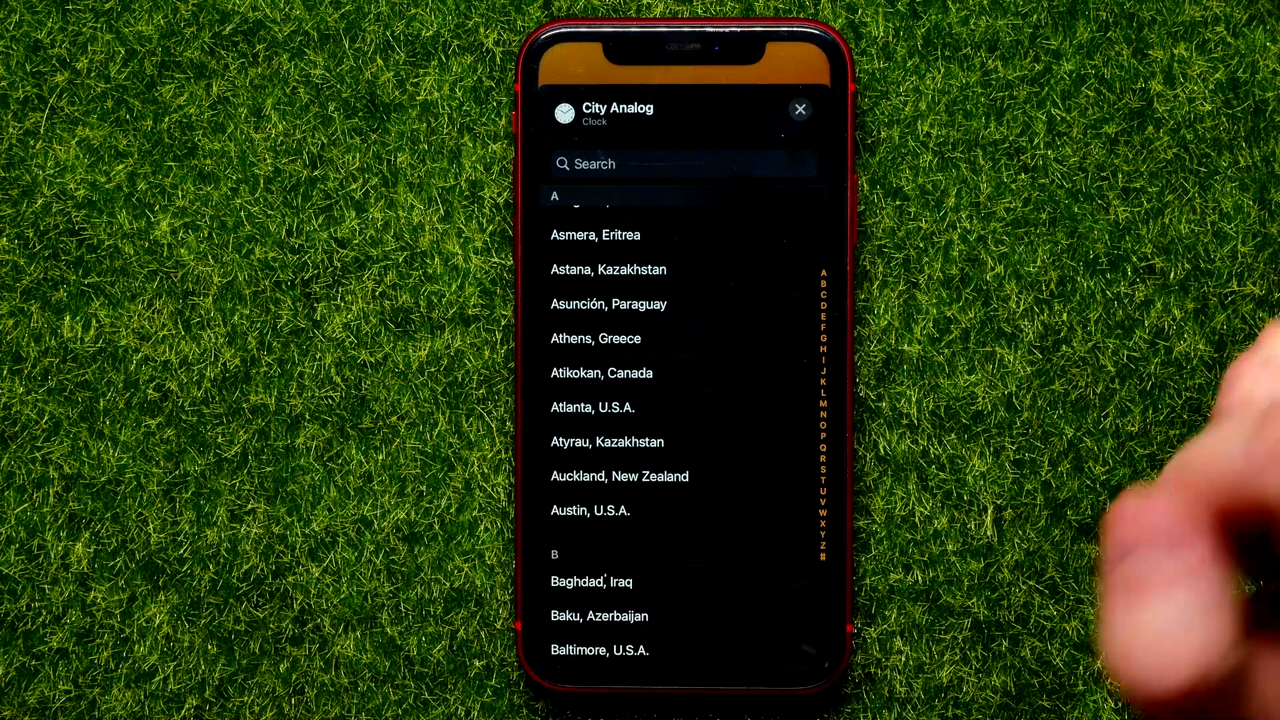 City Analog
Clock
Search
A
Asmera, Eritrea
Astana, Kazakhstan
Asunción, Paraguay
Athens, Greece
Atikokan, Canada
Atlanta, U.S.A.
Atyrau, Kazakhstan
Auckland, New Zealand
Austin, U.S.A.
B
Baghdad, Iraq
Baku, Azerbaijan
Baltimore, U.S.A.
A
B
C
D
E
F
G
H
I
J
K
L
M
N
O
P
Q
R
S
T
U
V
W
X
Y
Z
#